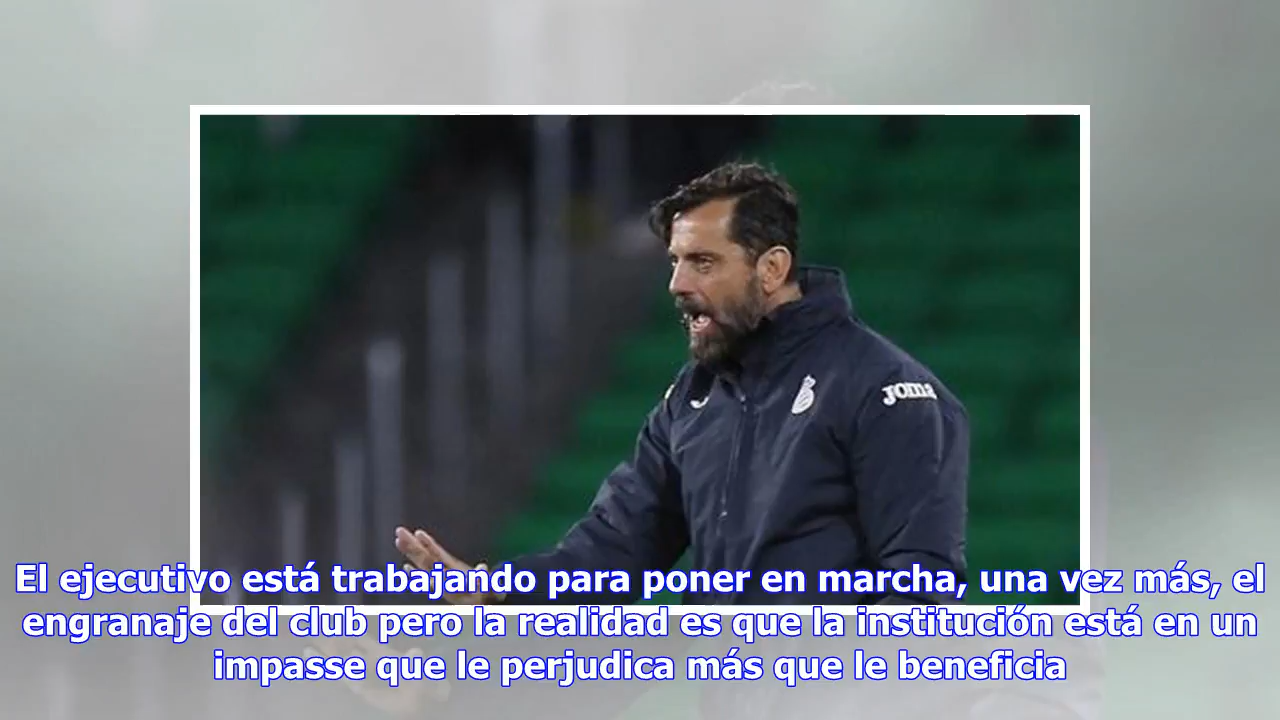 Joma
El ejecutivo está trabajando para poner en marcha, una vez más, el
engranaje del club pero la realidad es que la institución está en un
impasse que le perjudica más que le beneficia